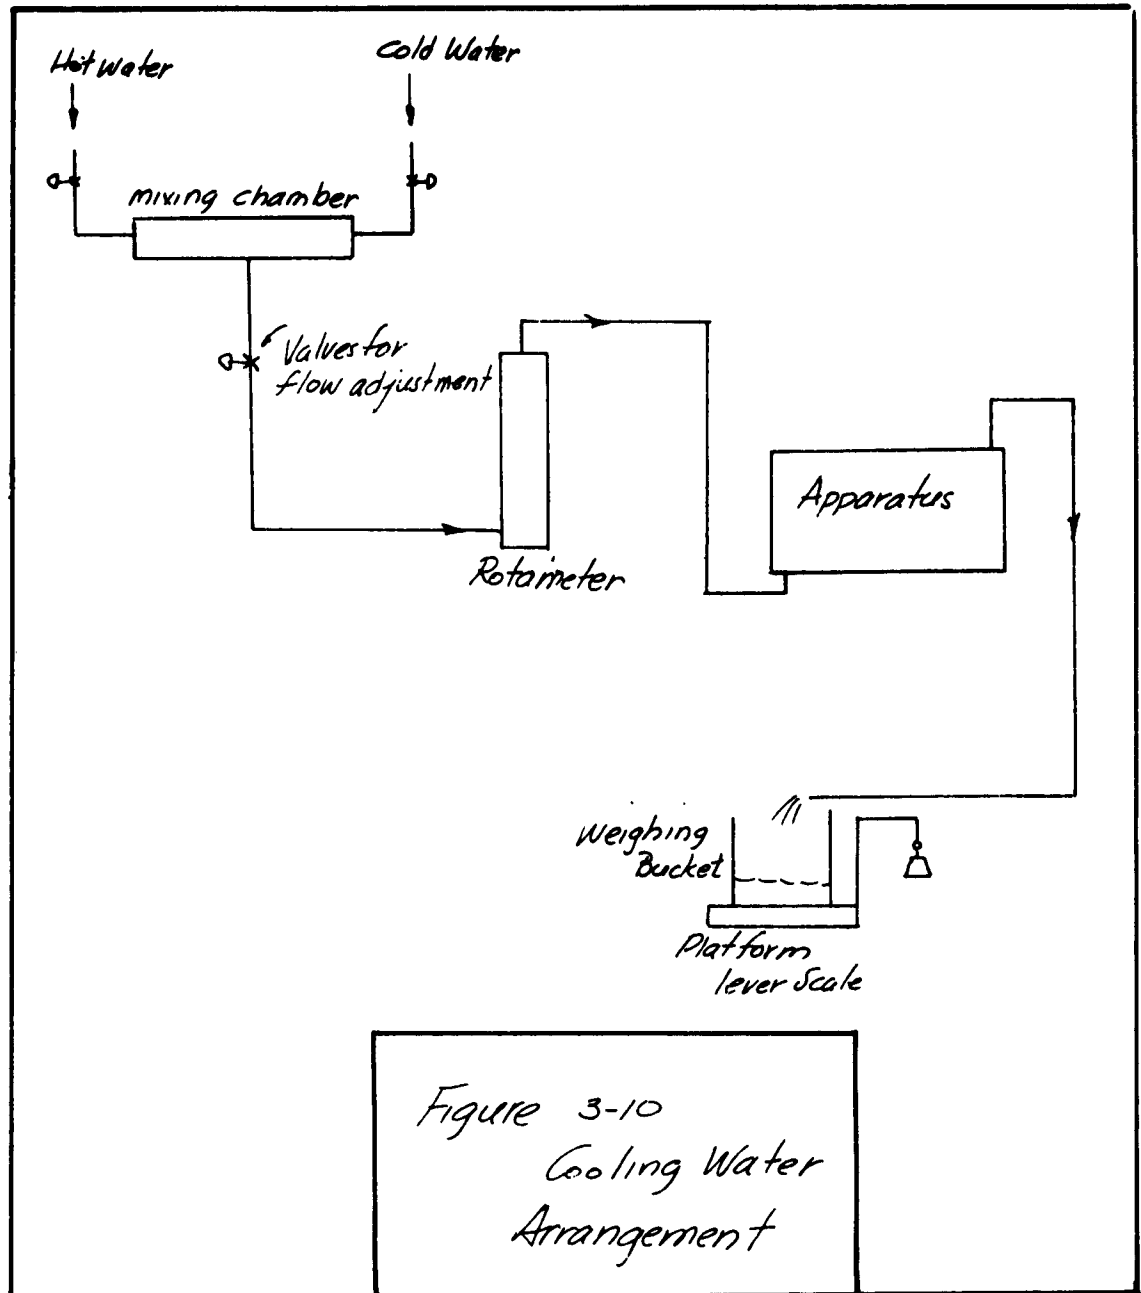 Hot Water
Cold Water
mixing chamber
Valves for
flow adjustment
Rotameter
Apparatus
Weighing
Bucket
Platform
lever Scale
Figure 3-10
Cooling Water
Arrangement